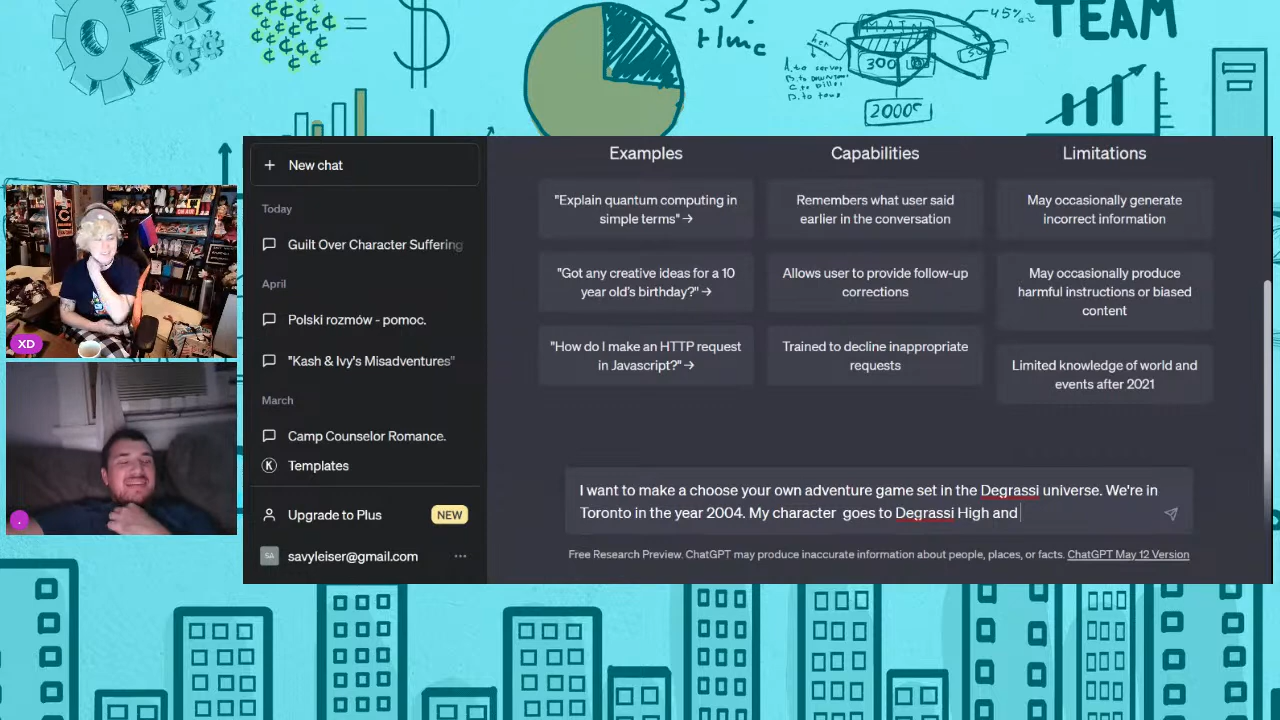 25%
time
45%
TEAM
MAIN
300
2000
New chat
Today
Guilt Over Character Suffering
April
Polski rozmów - pomoc.
"Kash & Ivy's Misadventures"
March
Camp Counselor Romance.
K
Templates
Upgrade to Plus
NEW
SA
savyleiser@gmail.com
Examples
Capabilities
Limitations
"Explain quantum computing in
simple terms" →
Remembers what user said
earlier in the conversation
May occasionally generate
incorrect information
"Got any creative ideas for a 10
year old's birthday?" →
Allows user to provide follow-up
corrections
May occasionally produce
harmful instructions or biased
content
"How do I make an HTTP request
in Javascript?" →
Trained to decline inappropriate
requests
Limited knowledge of world and
events after 2021
I want to make a choose your own adventure game set in the Degrassi universe. We're in
Toronto in the year 2004. My character  goes to Degrassi High and
Free Research Preview. ChatGPT may produce inaccurate information about people, places, or facts. ChatGPT May 12 Version
XD
.